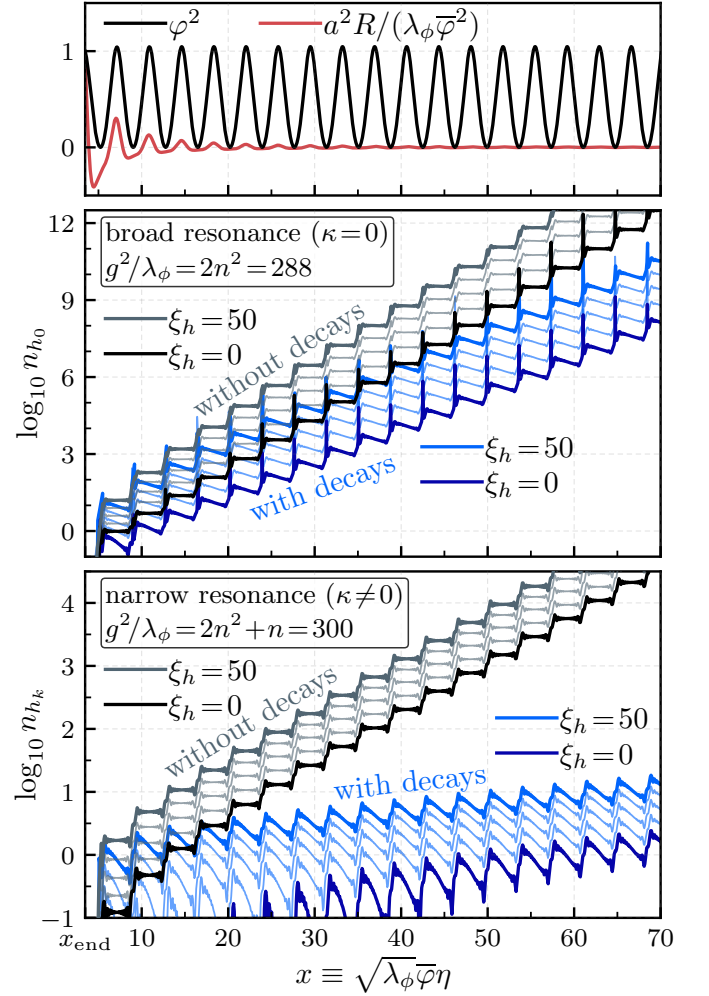 φ² a²R/(λ_ϕ φ̅²)
1
0
broad resonance (κ=0)
g²/λ_ϕ=2n²=288
ξ_h=50
ξ_h=0
without decays
with decays
ξ_h=50
ξ_h=0
log₁₀ n_{h₀}
12
9
6
3
0
narrow resonance (κ≠0)
g²/λ_ϕ=2n²+n=300
ξ_h=50
ξ_h=0
without decays
with decays
ξ_h=50
ξ_h=0
log₁₀ n_{h_k}
4
3
2
1
0
−1
x_end 10 20 30 40 50 60 70
x ≡ √λ_ϕ φ̅η